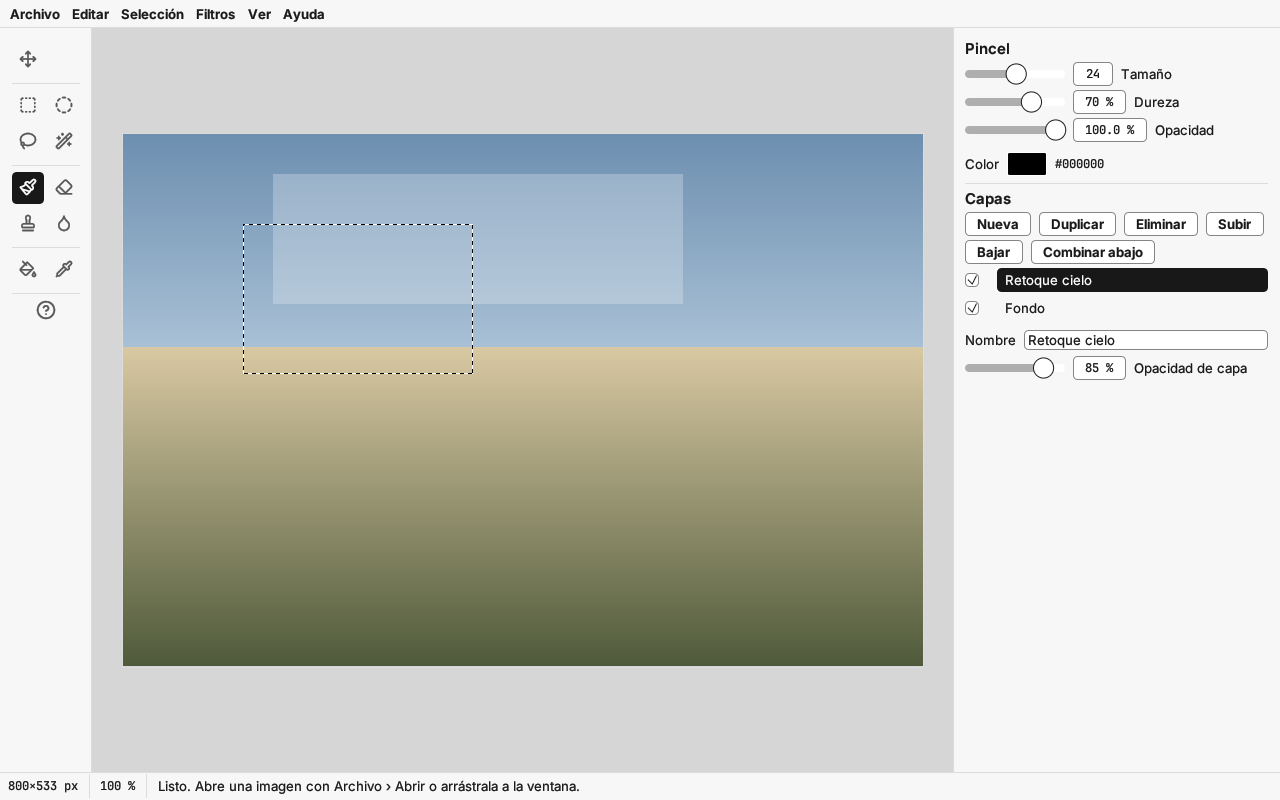 Archivo Editar Selección Filtros Ver Ayuda
Pincel
24 Tamaño
70 % Dureza
100.0 % Opacidad
Color #000000
Capas
Nueva Duplicar Eliminar Subir
Bajar Combinar abajo
Retoque cielo
Fondo
Nombre Retoque cielo
85 % Opacidad de capa
800×533 px 100 % Listo. Abre una imagen con Archivo › Abrir o arrástrala a la ventana.